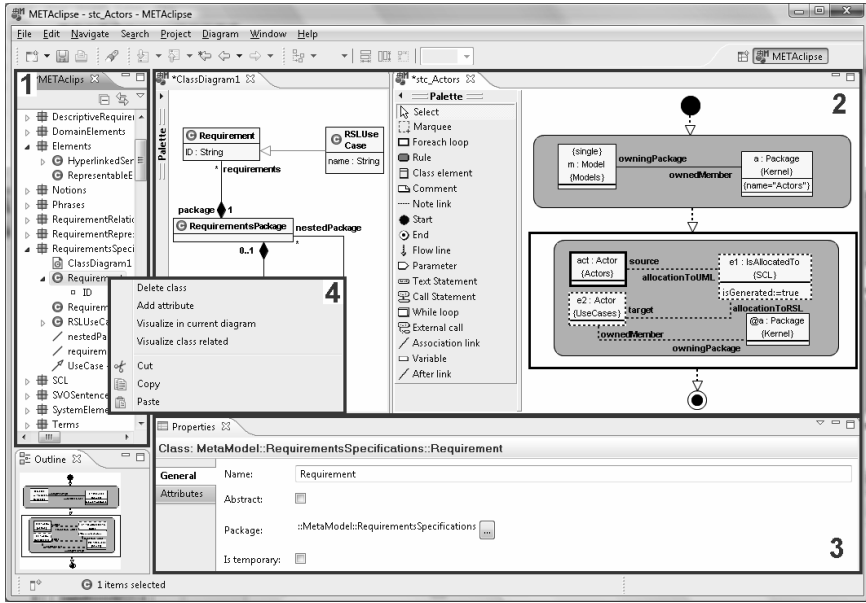 METAclipse - stc_Actors - METAclipse
File Edit Navigate Search Project Diagram Window Help
METAclipse
1
METAclips
DescriptiveRequirer
DomainElements
Elements
HyperlinkedSer
RepresentableE
Notions
Phrases
RequirementRelatic
RequirementRepre:
RequirementsSpeci
ClassDiagram1
Requirem
ID
Requirem
RSLUseCa
nestedPa
requirem
UseCase
SCL
SVOSentence
SystemEleme
Terms
*ClassDiagram1
Palette
Requirement
ID : String
RSLUse
Case
name : String
* requirements
package 1
RequirementsPackage
nestedPackage
0..1
*
4
Delete class
Add attribute
Visualize in current diagram
Visualize class related
Cut
Copy
Paste
*stc_Actors
2
Palette
Select
Marquee
Foreach loop
Rule
Class element
Comment
Note link
Start
End
Flow line
Parameter
Text Statement
Call Statement
While loop
External call
Association link
Variable
After link
{single}
m : Model
{Models}
owningPackage
ownedMember
a : Package
{Kernel}
{name="Actors"}
act : Actor
{Actors}
source
allocationToUML
e1 : IsAllocatedTo
{SCL}
isGenerated:=true
e2 : Actor
{UseCases}
target
allocationToRSL
@a : Package
{Kernel}
ownedMember
owningPackage
Outline
Properties
Class: MetaModel::RequirementsSpecifications::Requirement
General
Attributes
Name: Requirement
Abstract:
Package: ::MetaModel::RequirementsSpecifications ...
Is temporary:
3
1 items selected